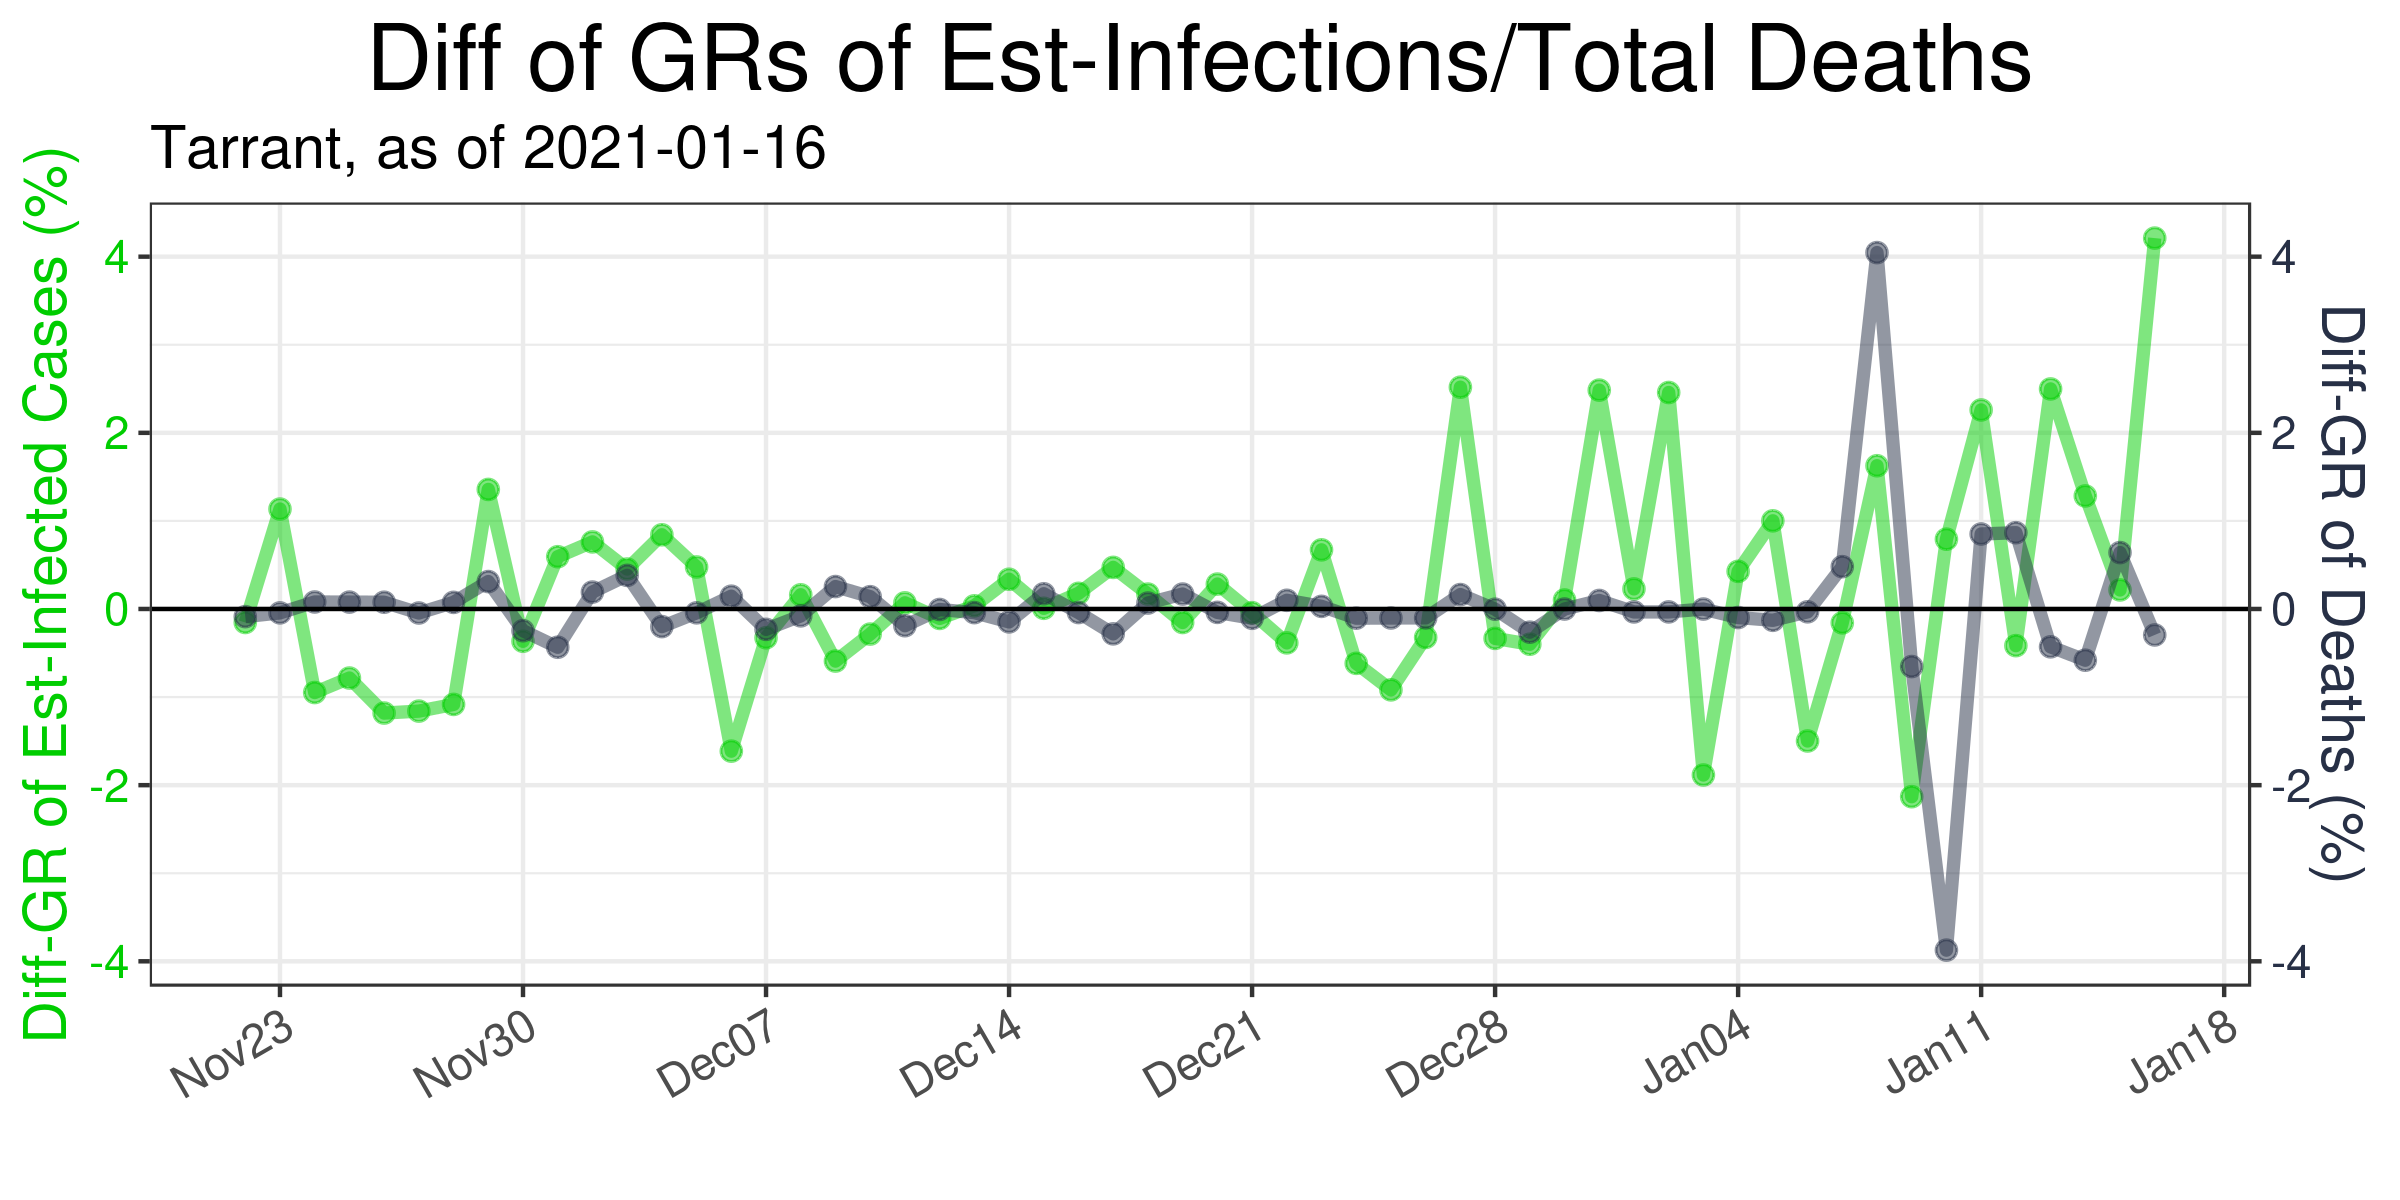 Diff of GRs of Est-Infections/Total Deaths
Tarrant, as of 2021-01-16
Diff-GR of Est-Infected Cases (%)
4
2
0
-2
-4
4
2
0
-2
-4
Diff-GR of Deaths (%)
Nov23
Nov30
Dec07
Dec14
Dec21
Dec28
Jan04
Jan11
Jan18